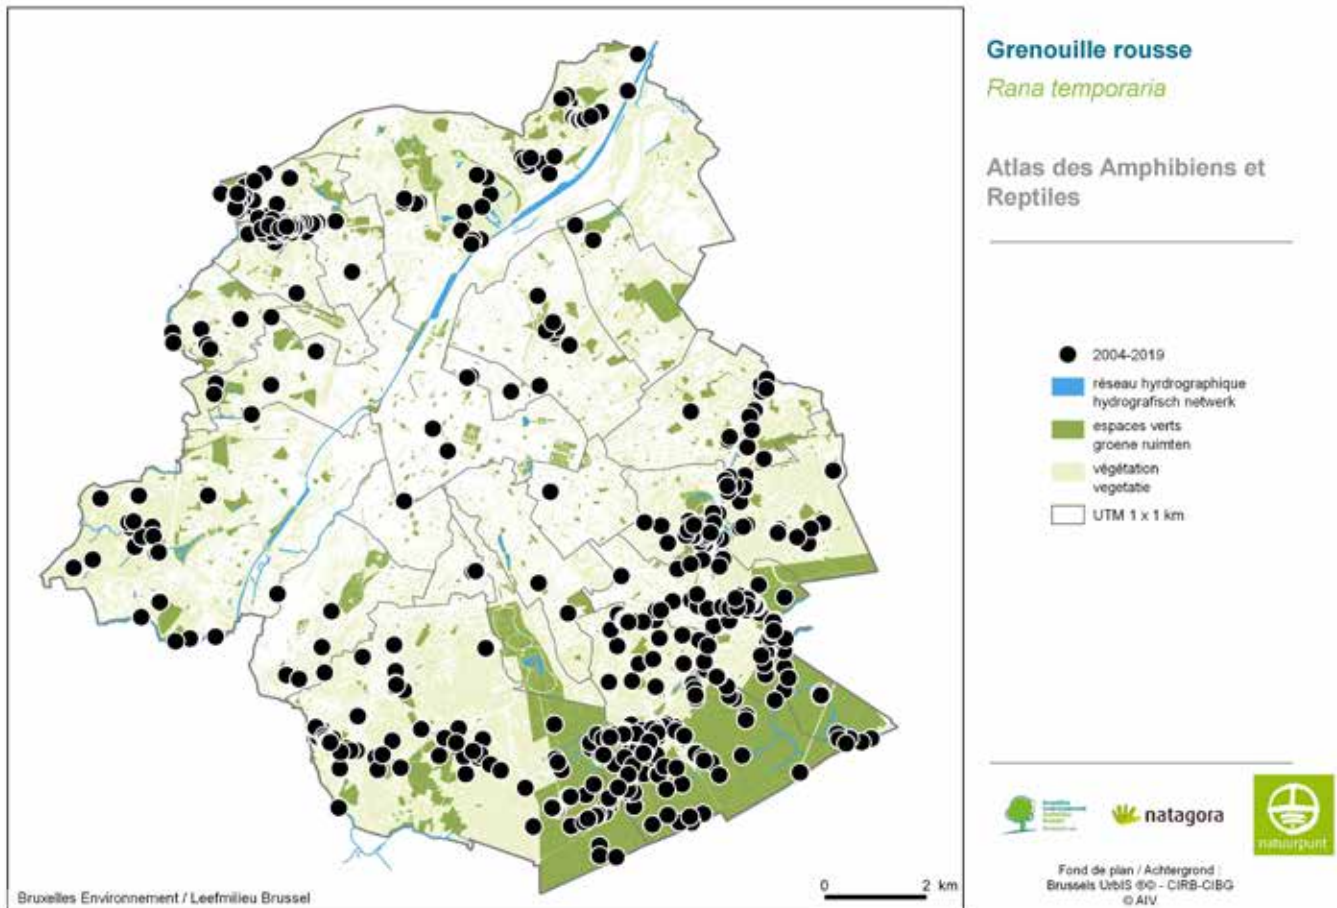 Grenouille rousse
Rana temporaria
Atlas des Amphibiens et
Reptiles
2004-2019
réseau hyrdrographique
hydrografisch netwerk
espaces verts
groene ruimten
végétation
vegetatie
UTM 1 x 1 km
natagora
natuurpunt
Fond de plan / Achtergrond :
Brussels UrbIS ®© - CIRB-CIBG
© AIV
0 2 km
Bruxelles Environnement / Leefmilieu Brussel